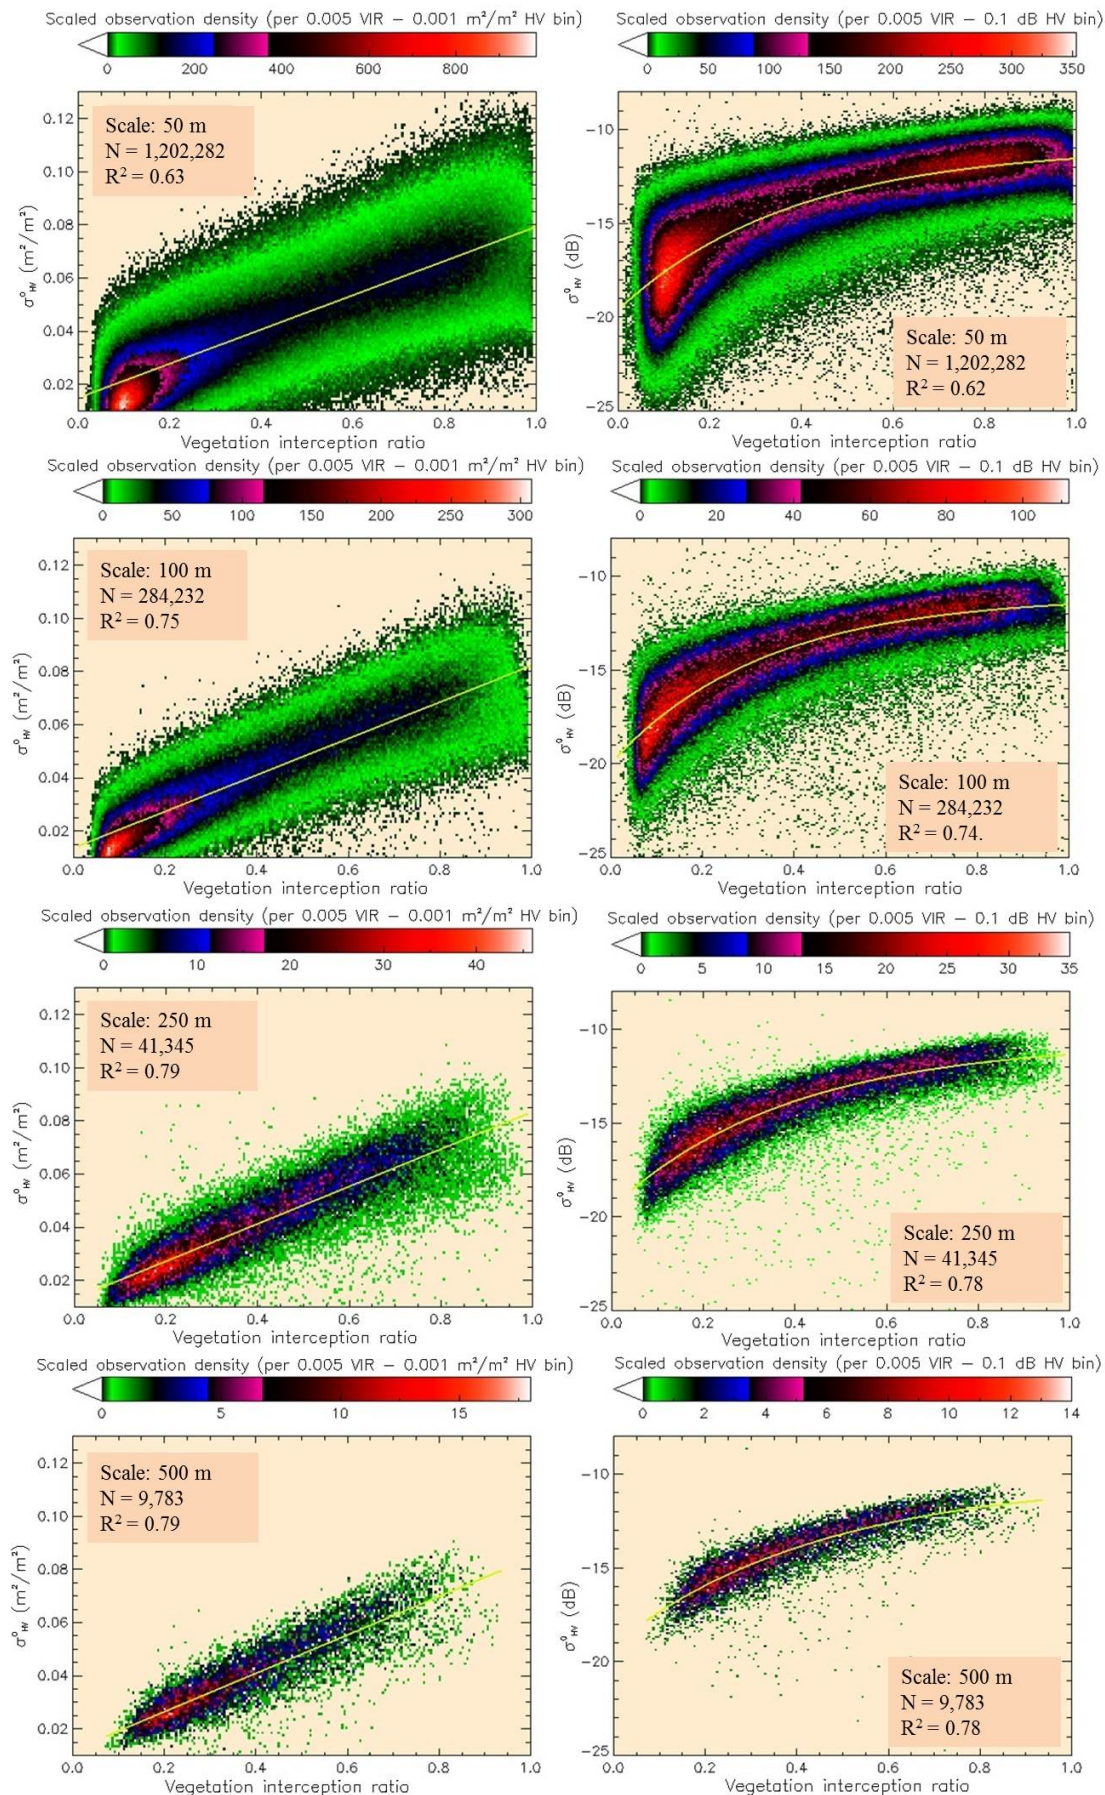 Scaled observation density (per 0.005 VIR – 0.001 m²/m² HV bin)
0 200 400 600 800
Scale: 50 m
N = 1,202,282
R² = 0.63
0.12
0.10
0.08
0.06
0.04
0.02
σ⁰HV (m²/m²)
0.0 0.2 0.4 0.6 0.8 1.0
Vegetation interception ratio
Scaled observation density (per 0.005 VIR – 0.1 dB HV bin)
0 50 100 150 200 250 300 350
-10
-15
-20
-25
σ⁰HV (dB)
Scale: 50 m
N = 1,202,282
R² = 0.62
0.0 0.2 0.4 0.6 0.8 1.0
Vegetation interception ratio
Scaled observation density (per 0.005 VIR – 0.001 m²/m² HV bin)
0 50 100 150 200 250 300
Scale: 100 m
N = 284,232
R² = 0.75
0.12
0.10
0.08
0.06
0.04
0.02
σ⁰HV (m²/m²)
0.0 0.2 0.4 0.6 0.8 1.0
Vegetation interception ratio
Scaled observation density (per 0.005 VIR – 0.1 dB HV bin)
0 20 40 60 80 100
-10
-15
-20
-25
σ⁰HV (dB)
Scale: 100 m
N = 284,232
R² = 0.74.
0.0 0.2 0.4 0.6 0.8 1.0
Vegetation interception ratio
Scaled observation density (per 0.005 VIR – 0.001 m²/m² HV bin)
0 10 20 30 40
Scale: 250 m
N = 41,345
R² = 0.79
0.12
0.10
0.08
0.06
0.04
0.02
σ⁰HV (m²/m²)
0.0 0.2 0.4 0.6 0.8 1.0
Vegetation interception ratio
Scaled observation density (per 0.005 VIR – 0.1 dB HV bin)
0 5 10 15 20 25 30 35
-10
-15
-20
-25
σ⁰HV (dB)
Scale: 250 m
N = 41,345
R² = 0.78
0.0 0.2 0.4 0.6 0.8 1.0
Vegetation interception ratio
Scaled observation density (per 0.005 VIR – 0.001 m²/m² HV bin)
0 5 10 15
Scale: 500 m
N = 9,783
R² = 0.79
0.12
0.10
0.08
0.06
0.04
0.02
σ⁰HV (m²/m²)
0.0 0.2 0.4 0.6 0.8 1.0
Vegetation interception ratio
Scaled observation density (per 0.005 VIR – 0.1 dB HV bin)
0 2 4 6 8 10 12 14
-10
-15
-20
-25
σ⁰HV (dB)
Scale: 500 m
N = 9,783
R² = 0.78
0.0 0.2 0.4 0.6 0.8 1.0
Vegetation interception ratio